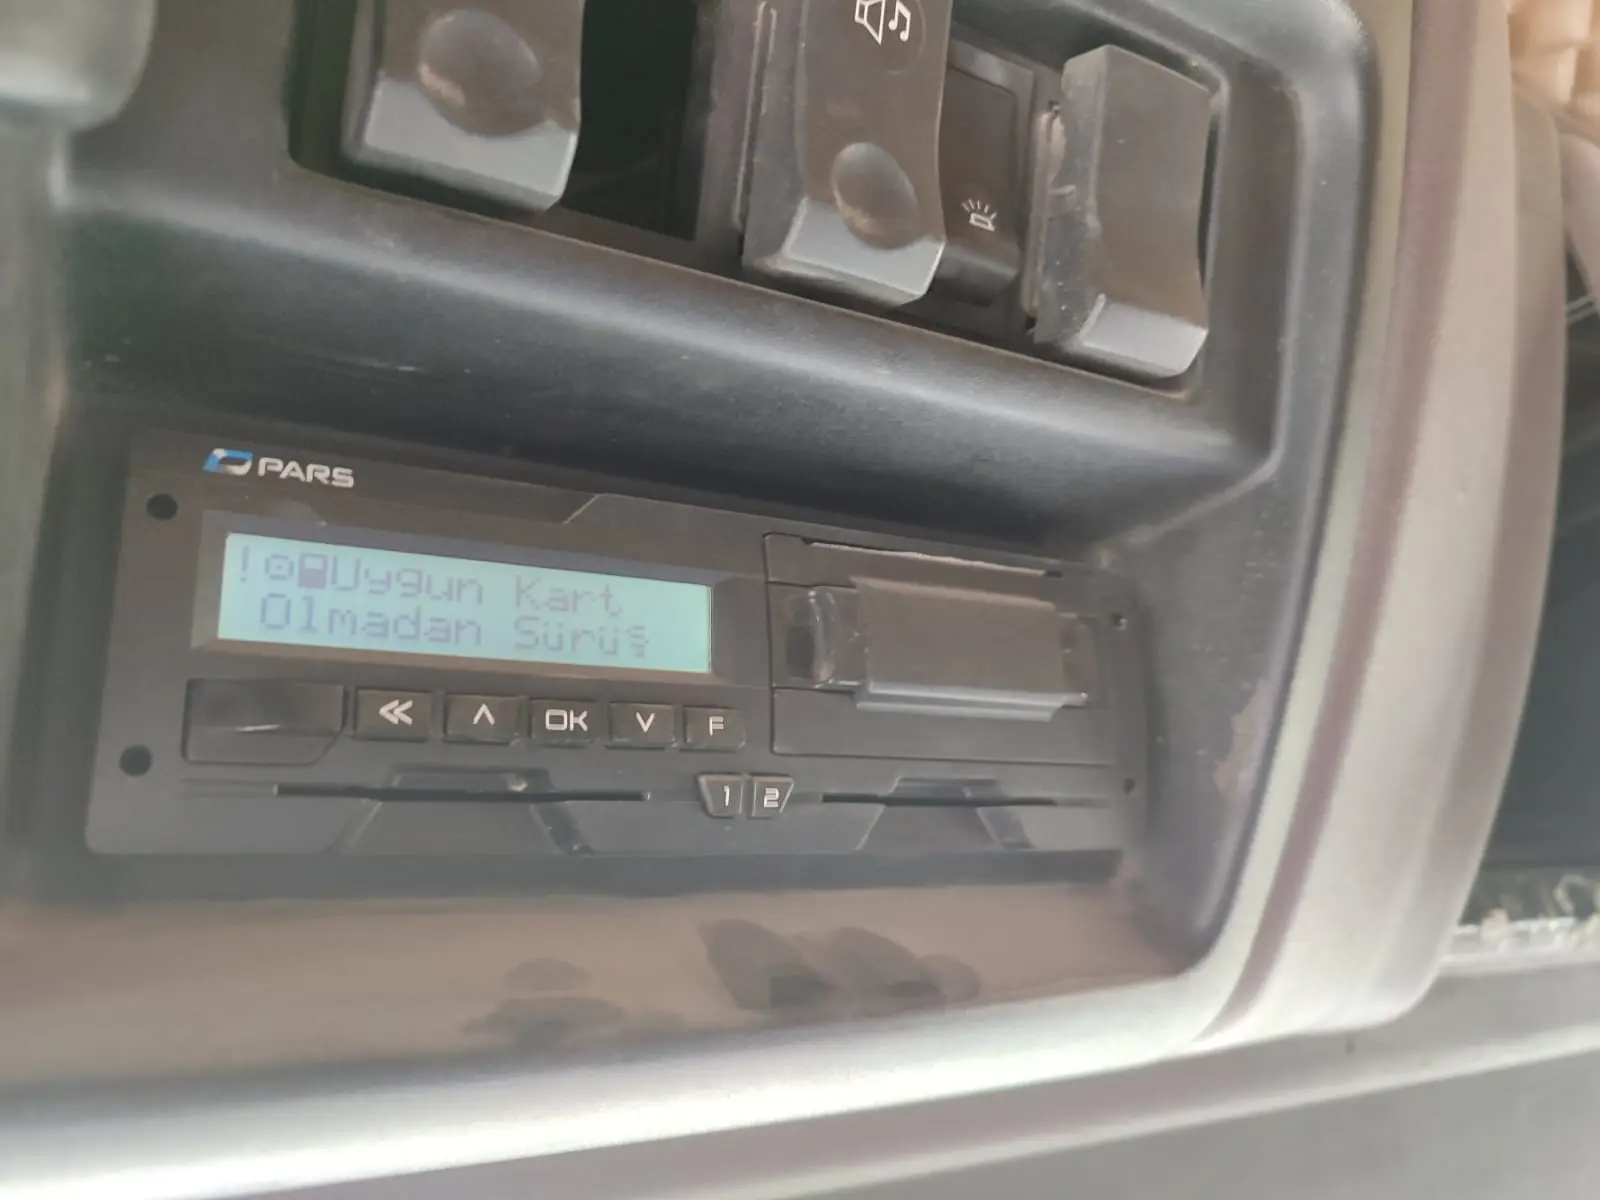 PARS
! Uygun Kart
Olmadan Sürüş
OK
F
1 2